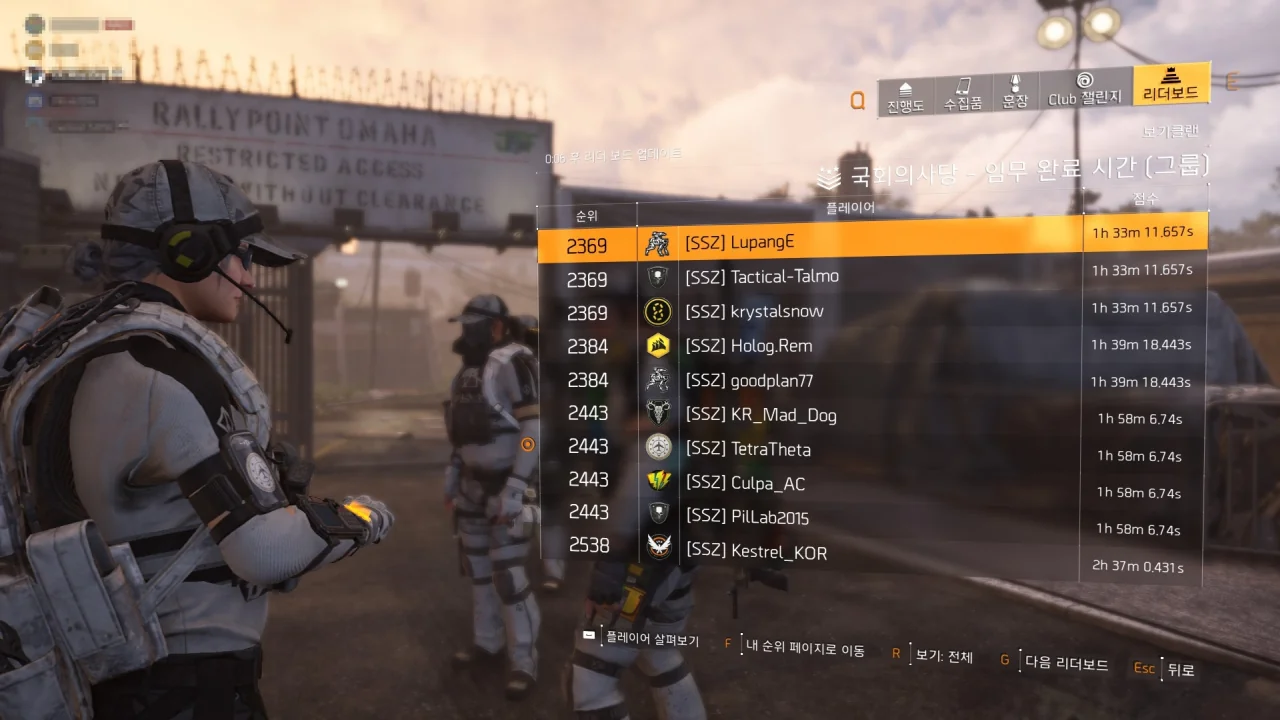 RALLY POINT OMAHA
RESTRICTED ACCESS
WITHOUT CLEARANCE
Q 진행도 수집품 훈장 Club 챌린지 리더보드 E
보기클랜
0:06 후 리더 보드 업데이트
국회의사당 - 임무 완료 시간 (그룹)
순위 플레이어 점수
2369 [SSZ] LupangE 1h 33m 11.657s
2369 [SSZ] Tactical-Talmo 1h 33m 11.657s
2369 [SSZ] krystalsnow 1h 33m 11.657s
2384 [SSZ] Holog.Rem 1h 39m 18.443s
2384 [SSZ] goodplan77 1h 39m 18.443s
2443 [SSZ] KR_Mad_Dog 1h 58m 6.74s
2443 [SSZ] TetraTheta 1h 58m 6.74s
2443 [SSZ] Culpa_AC 1h 58m 6.74s
2443 [SSZ] PilLab2015 1h 58m 6.74s
2538 [SSZ] Kestrel_KOR 2h 37m 0.431s
플레이어 살펴보기 F 내 순위 페이지로 이동 R 보기: 전체 G 다음 리더보드 Esc 뒤로